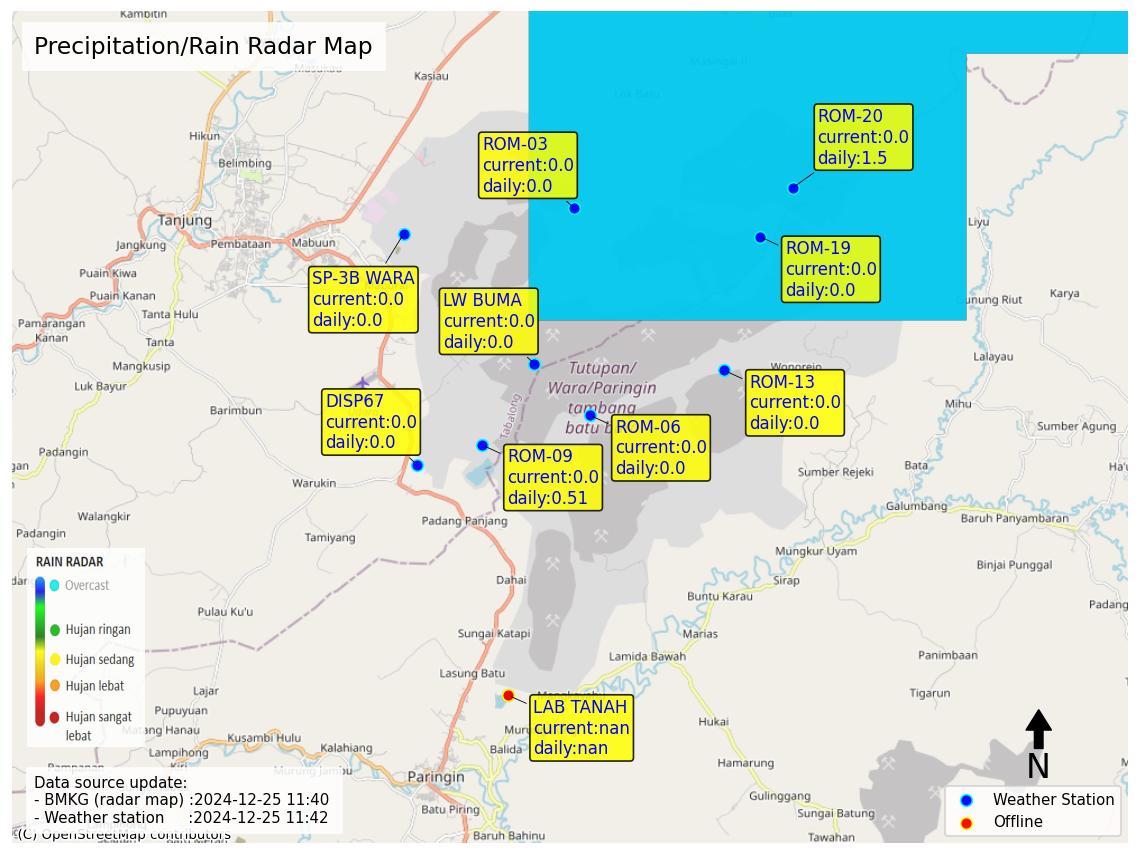 Kambitin
Precipitation/Rain Radar Map
Masukau
Kasiau
Hikun
Belimbing
ROM-03
current:0.0
daily:0.0
ROM-20
current:0.0
daily:1.5
Tanjung
Jangkung
Pembataan
Mabuun
Liyu
ROM-19
current:0.0
daily:0.0
Puain Kiwa
Puain Kanan
SP-3B WARA
current:0.0
daily:0.0
LW BUMA
current:0.0
daily:0.0
Gunung Riut
Karya
Tanta Hulu
Pamarangan
Kanan
Tanta
Mangkusip
Luk Bayur
Lalayau
Wonorejo
Tutupan/
Wara/Paringin
tambang
batu b
ROM-13
current:0.0
daily:0.0
Barimbun
DISP67
current:0.0
daily:0.0
Tabalong
ROM-06
current:0.0
daily:0.0
Mihu
Sumber Agung
Padangin
ROM-09
current:0.0
daily:0.51
Sumber Rejeki
Bata
Warukin
Galumbang
Baruh Panyambaran
Walangkir
Padangin
Padang Panjang
Tamiyang
Mungkur Uyam
Binjai Punggal
RAIN RADAR
Overcast
Hujan ringan
Hujan sedang
Hujan lebat
Hujan sangat
lebat
Dahai
Sirap
Buntu Karau
Padang
Pulau Ku'u
Sungai Katapi
Marias
Lamida Bawah
Panimbaan
Lasung Batu
Lajar
Tigarun
Pupuyuan
LAB TANAH
current:nan
daily:nan
Matang Hanau
Kusambi Hulu
Hukai
Lampihong
Kalahiang
Balida
Murung Jambu
Hamarung
N
Paringin
Data source update:
- BMKG (radar map) :2024-12-25 11:40
- Weather station :2024-12-25 11:42
(C) OpenStreetMap contributors
Batu Piring
Baruh Bahinu
Gulinggang
Sungai Batung
Tawahan
Weather Station
Offline